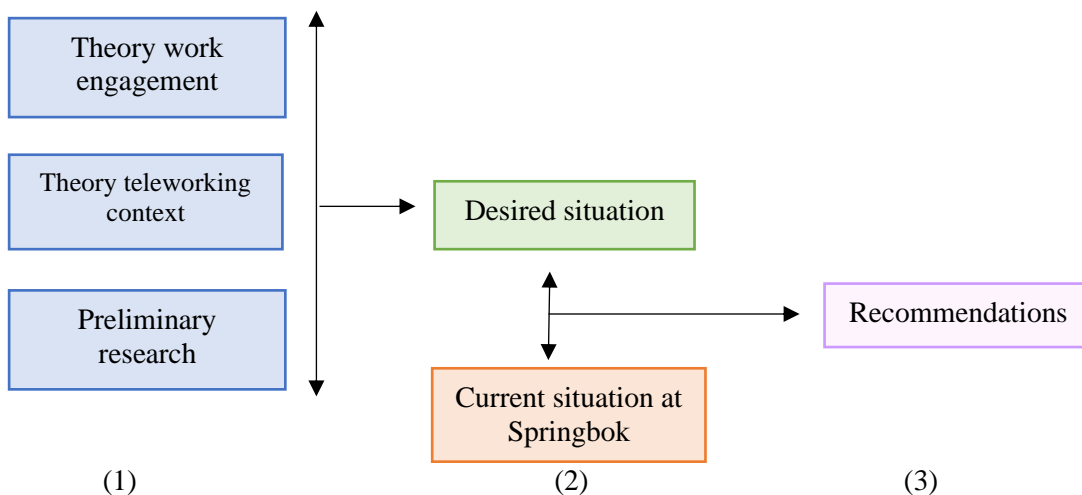 Theory work
engagement
Theory teleworking
context
Preliminary
research
Desired situation
Current situation at
Springbok
Recommendations
(1)
(2)
(3)